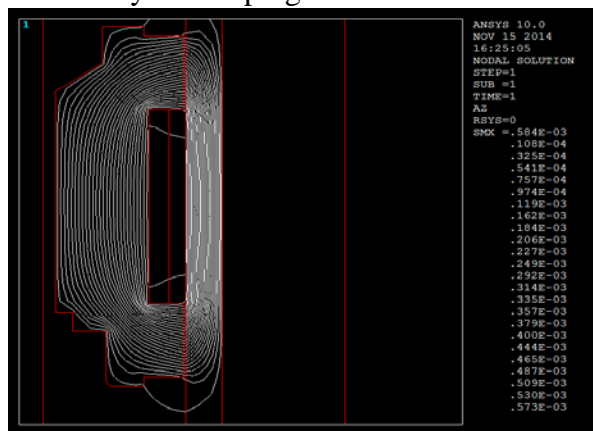 1
ANSYS 10.0
NOV 15 2014
16:25:05
NODAL SOLUTION
STEP=1
SUB =1
TIME=1
AZ
RSYS=0
SMX =.584E-03
.108E-04
.325E-04
.541E-04
.757E-04
.974E-04
.119E-03
.162E-03
.184E-03
.206E-03
.227E-03
.249E-03
.292E-03
.314E-03
.335E-03
.357E-03
.379E-03
.400E-03
.444E-03
.465E-03
.487E-03
.509E-03
.530E-03
.573E-03